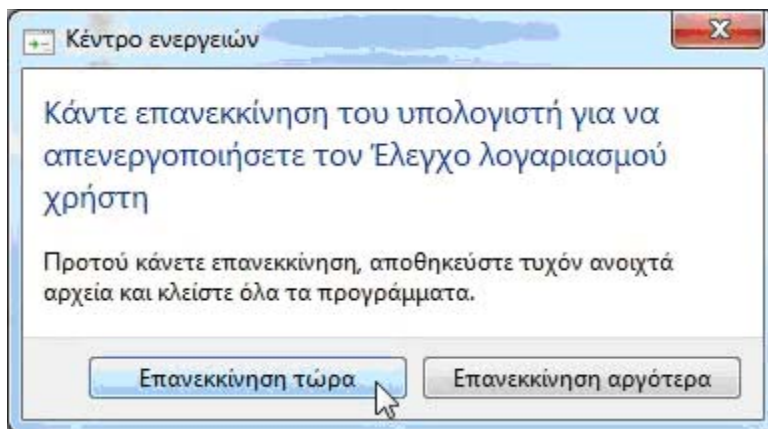 Κέντρο ενεργειών
Κάντε επανεκκίνηση του υπολογιστή για να
απενεργοποιήσετε τον Έλεγχο λογαριασμού
χρήστη
Προτού κάνετε επανεκκίνηση, αποθηκεύστε τυχόν ανοιχτά
αρχεία και κλείστε όλα τα προγράμματα.
Επανεκκίνηση τώρα
Επανεκκίνηση αργότερα